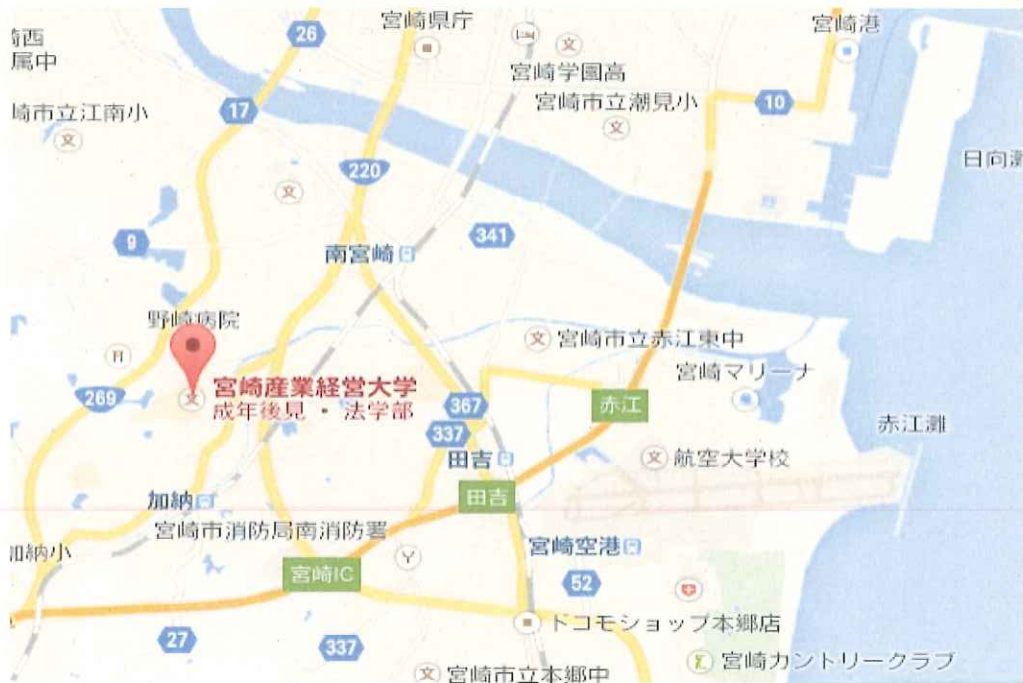 宮崎県庁
宮崎港
崎西
属中
26
宮崎学園高
崎市立江南小
17
宮崎市立潮見小
10
日向灘
220
9
341
南宮崎
野崎病院
宮崎市立赤江東中
宮崎マリーナ
宮崎産業経営大学
成年後見 ・ 法学部
269
367
赤江
赤江灘
337
田吉
航空大学校
加納
田吉
宮崎市消防局南消防署
加納小
宮崎空港
宮崎IC
52
ドコモショップ本郷店
27
337
宮崎市立本郷中
宮崎カントリークラブ